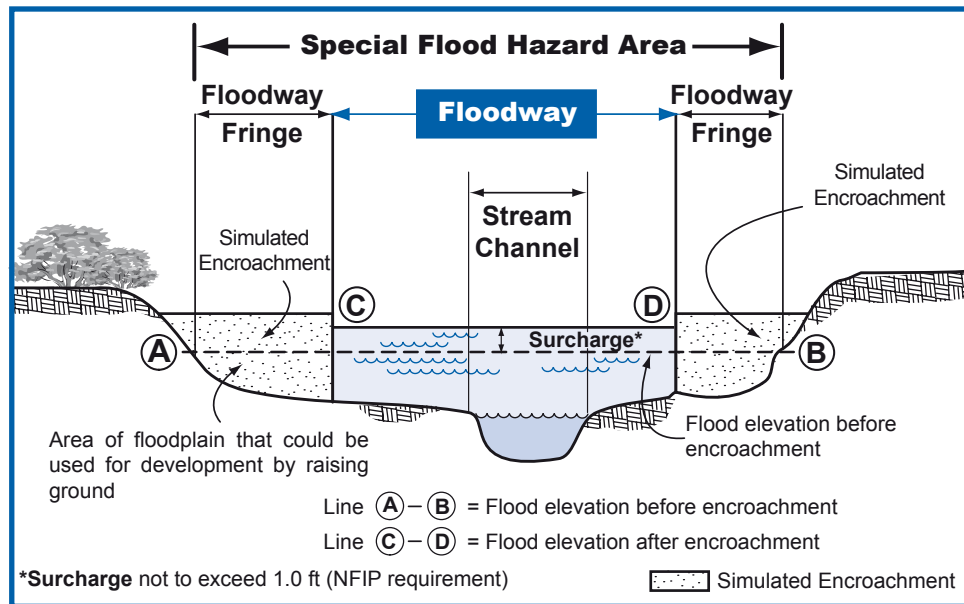 Special Flood Hazard Area
Floodway
Fringe
Floodway
Floodway
Fringe
Stream
Channel
Simulated
Encroachment
Simulated
Encroachment
C
D
Surcharge*
A
B
Area of floodplain that could be
used for development by raising
ground
Flood elevation before
encroachment
Line A – B = Flood elevation before encroachment
Line C – D = Flood elevation after encroachment
*Surcharge not to exceed 1.0 ft (NFIP requirement)
Simulated Encroachment